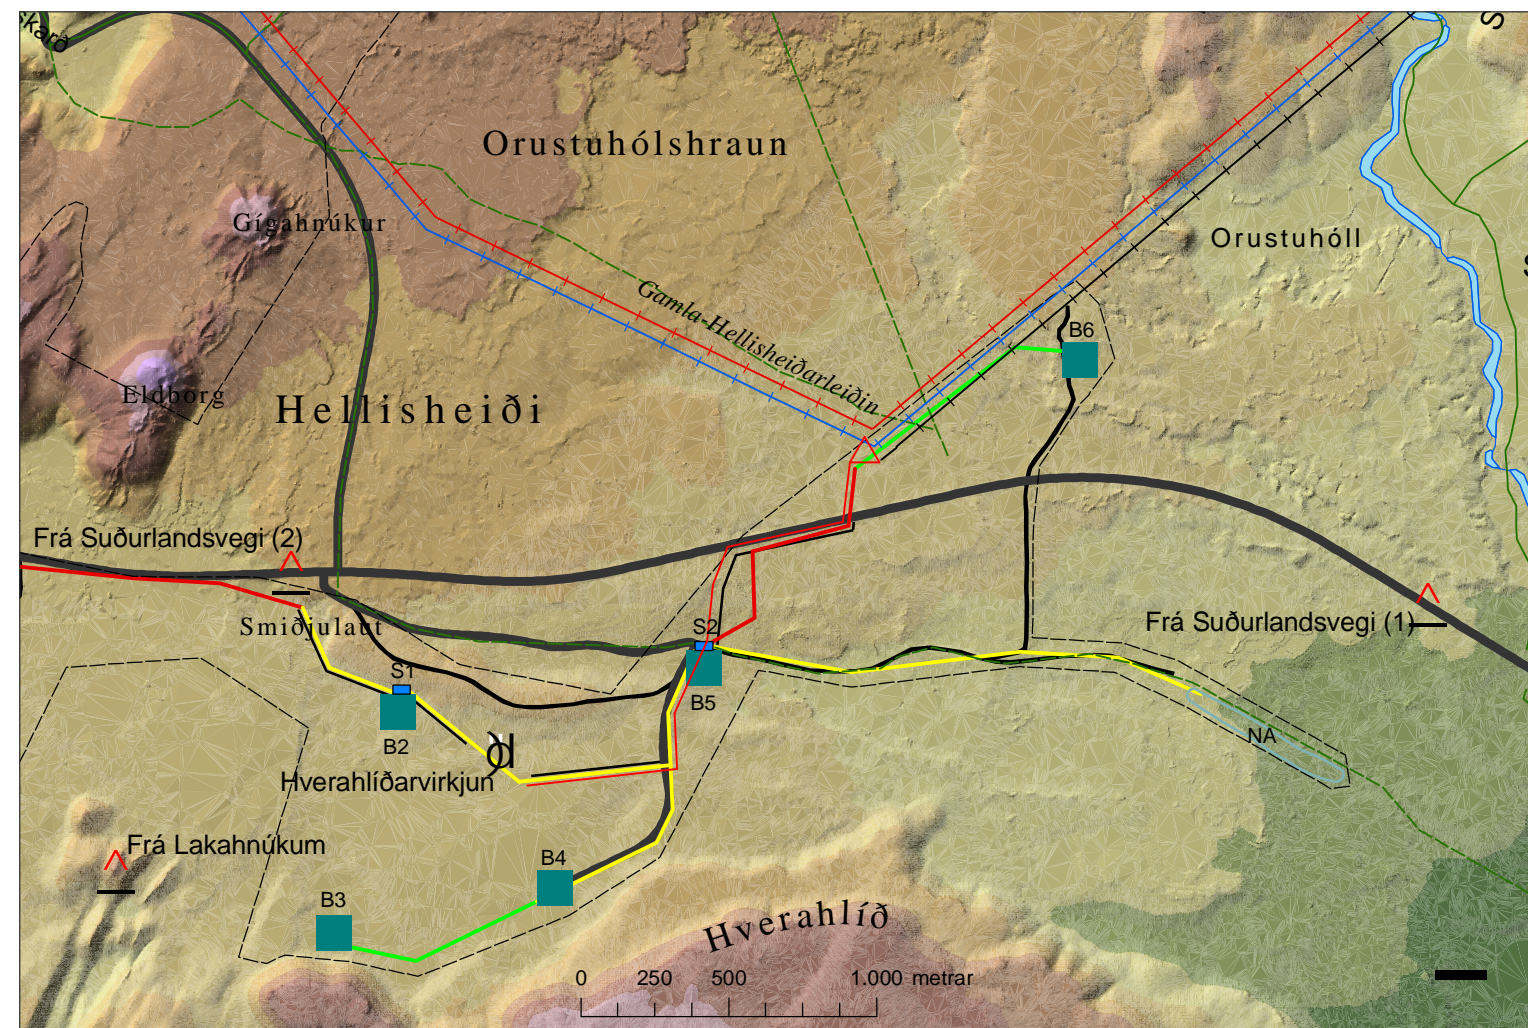 skarð
S
Orustuhólshraun
Gígahnúkur
Orustuhóll
S
Gamla-Hellisheiðarleiðin
B6
Eldborg
Hellisheiði
Frá Suðurlandsvegi (2)
Smiðjulaut
S2
Frá Suðurlandsvegi (1)
S1
B5
B2
NA
Hverahlíðarvirkjun
Frá Lakahnúkum
B4
B3
Hverahlíð
0 250 500 1.000 metrar